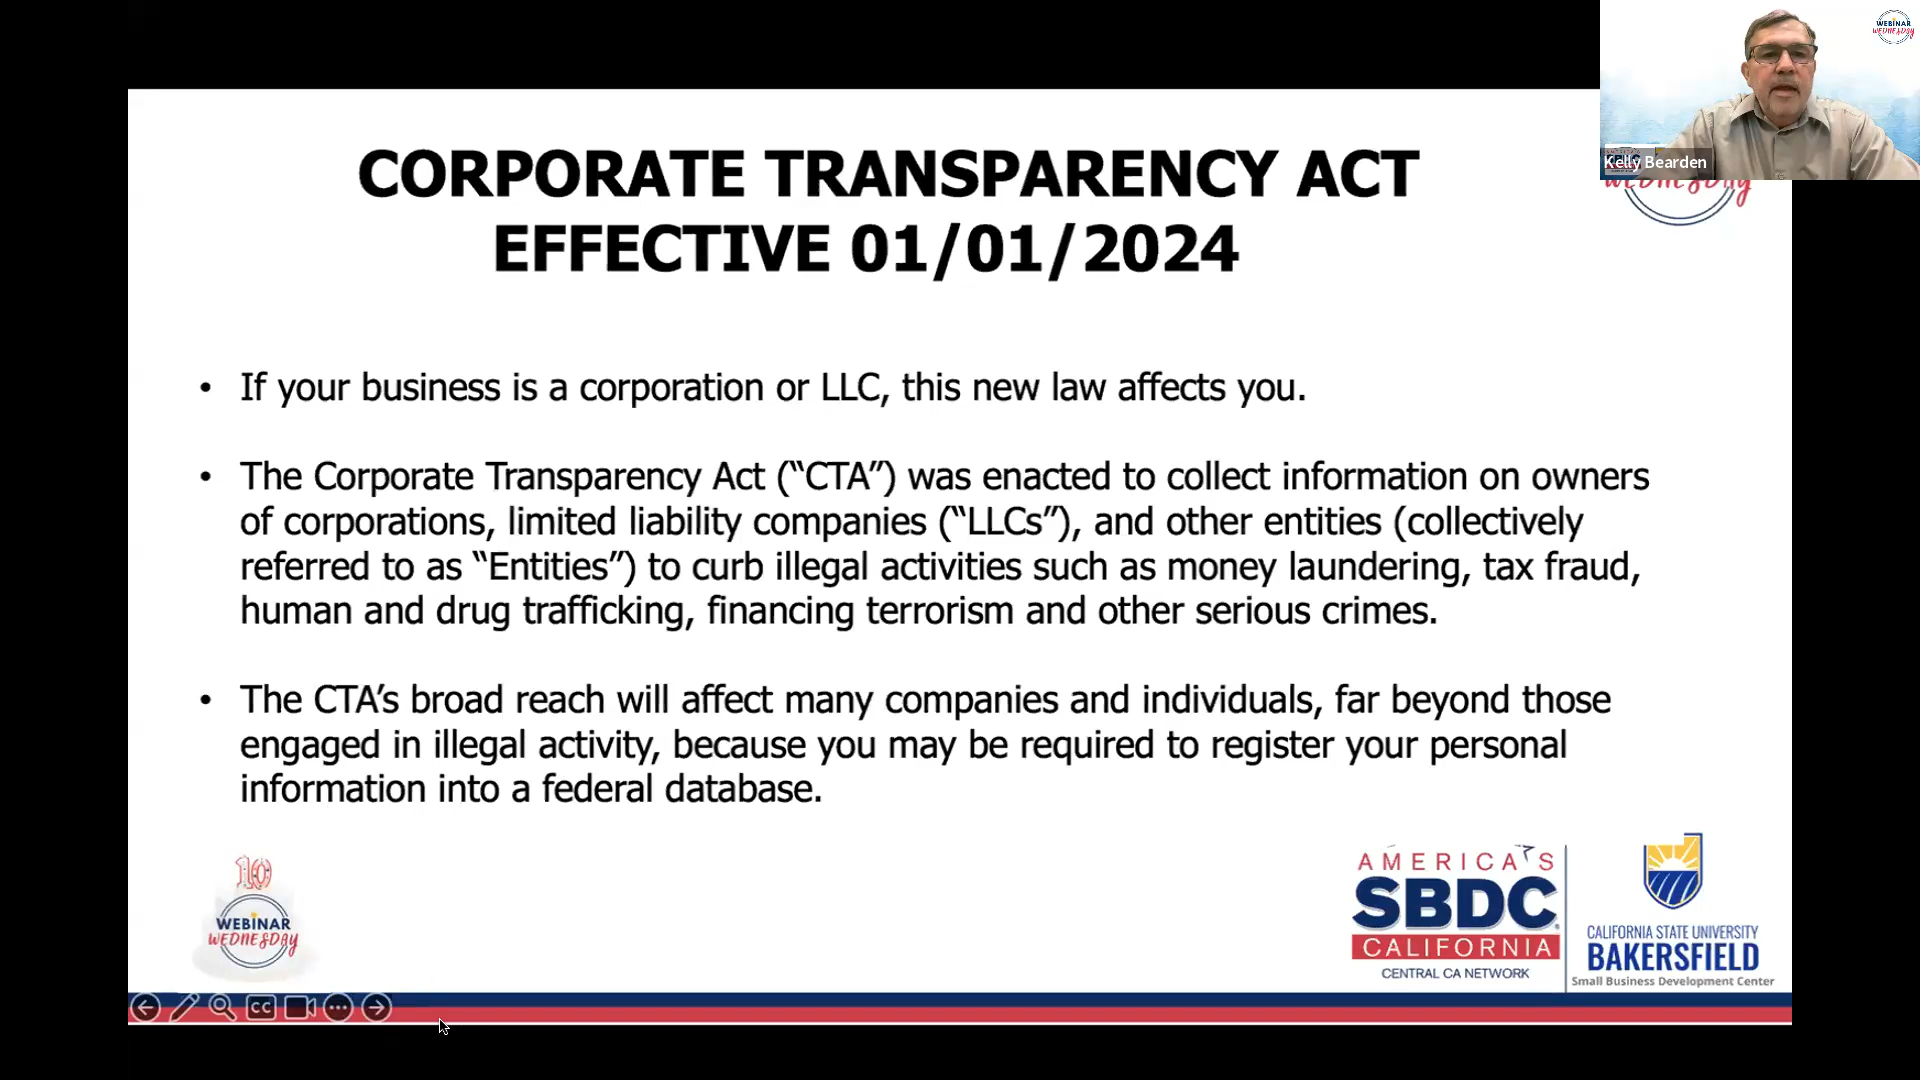 WEBINAR
WEDNESDAY
Kelly Bearden
WEDNESDAY
CORPORATE TRANSPARENCY ACT
EFFECTIVE 01/01/2024
• If your business is a corporation or LLC, this new law affects you.
• The Corporate Transparency Act (“CTA”) was enacted to collect information on owners
of corporations, limited liability companies (“LLCs”), and other entities (collectively
referred to as “Entities”) to curb illegal activities such as money laundering, tax fraud,
human and drug trafficking, financing terrorism and other serious crimes.
• The CTA’s broad reach will affect many companies and individuals, far beyond those
engaged in illegal activity, because you may be required to register your personal
information into a federal database.
10
WEBINAR
WEDNESDAY
AMERICA'S
SBDC
CALIFORNIA
CENTRAL CA NETWORK
CALIFORNIA STATE UNIVERSITY
BAKERSFIELD
Small Business Development Center
CC